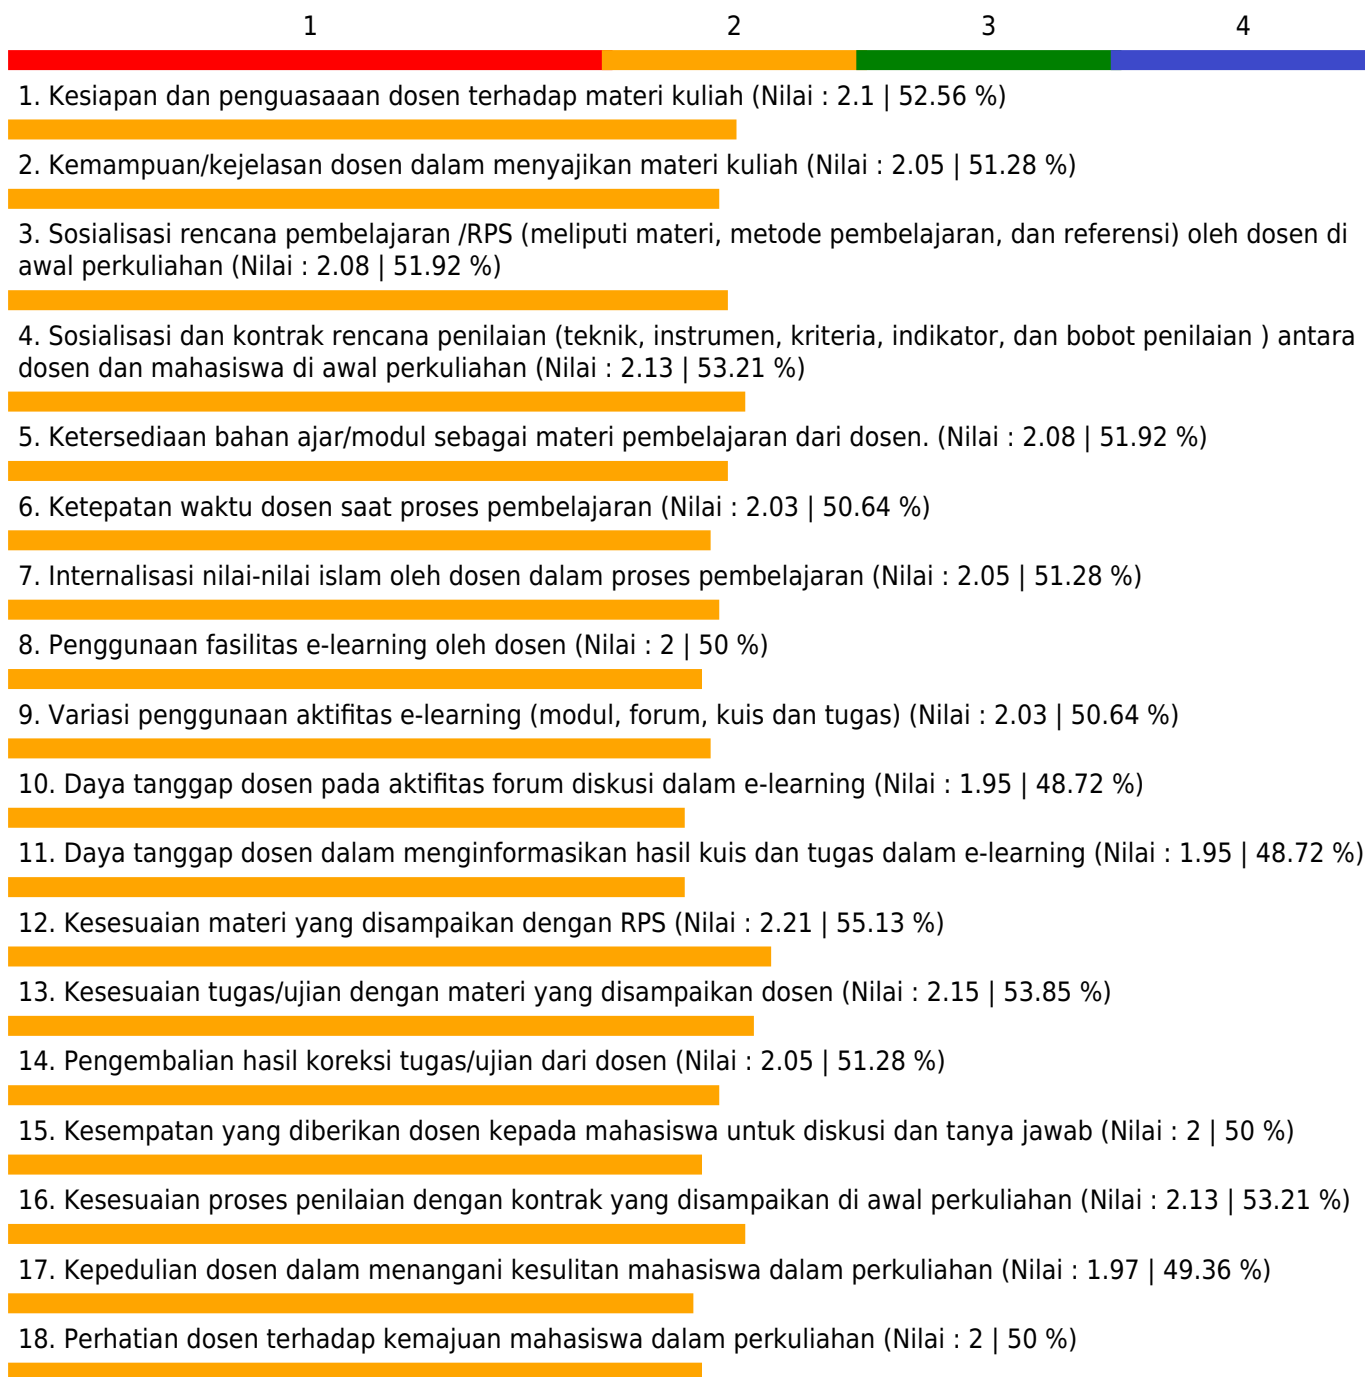 1 2 3 4
1. Kesiapan dan penguasaaan dosen terhadap materi kuliah (Nilai : 2.1 | 52.56 %)
2. Kemampuan/kejelasan dosen dalam menyajikan materi kuliah (Nilai : 2.05 | 51.28 %)
3. Sosialisasi rencana pembelajaran /RPS (meliputi materi, metode pembelajaran, dan referensi) oleh dosen di
awal perkuliahan (Nilai : 2.08 | 51.92 %)
4. Sosialisasi dan kontrak rencana penilaian (teknik, instrumen, kriteria, indikator, dan bobot penilaian ) antara
dosen dan mahasiswa di awal perkuliahan (Nilai : 2.13 | 53.21 %)
5. Ketersediaan bahan ajar/modul sebagai materi pembelajaran dari dosen. (Nilai : 2.08 | 51.92 %)
6. Ketepatan waktu dosen saat proses pembelajaran (Nilai : 2.03 | 50.64 %)
7. Internalisasi nilai-nilai islam oleh dosen dalam proses pembelajaran (Nilai : 2.05 | 51.28 %)
8. Penggunaan fasilitas e-learning oleh dosen (Nilai : 2 | 50 %)
9. Variasi penggunaan aktifitas e-learning (modul, forum, kuis dan tugas) (Nilai : 2.03 | 50.64 %)
10. Daya tanggap dosen pada aktifitas forum diskusi dalam e-learning (Nilai : 1.95 | 48.72 %)
11. Daya tanggap dosen dalam menginformasikan hasil kuis dan tugas dalam e-learning (Nilai : 1.95 | 48.72 %)
12. Kesesuaian materi yang disampaikan dengan RPS (Nilai : 2.21 | 55.13 %)
13. Kesesuaian tugas/ujian dengan materi yang disampaikan dosen (Nilai : 2.15 | 53.85 %)
14. Pengembalian hasil koreksi tugas/ujian dari dosen (Nilai : 2.05 | 51.28 %)
15. Kesempatan yang diberikan dosen kepada mahasiswa untuk diskusi dan tanya jawab (Nilai : 2 | 50 %)
16. Kesesuaian proses penilaian dengan kontrak yang disampaikan di awal perkuliahan (Nilai : 2.13 | 53.21 %)
17. Kepedulian dosen dalam menangani kesulitan mahasiswa dalam perkuliahan (Nilai : 1.97 | 49.36 %)
18. Perhatian dosen terhadap kemajuan mahasiswa dalam perkuliahan (Nilai : 2 | 50 %)